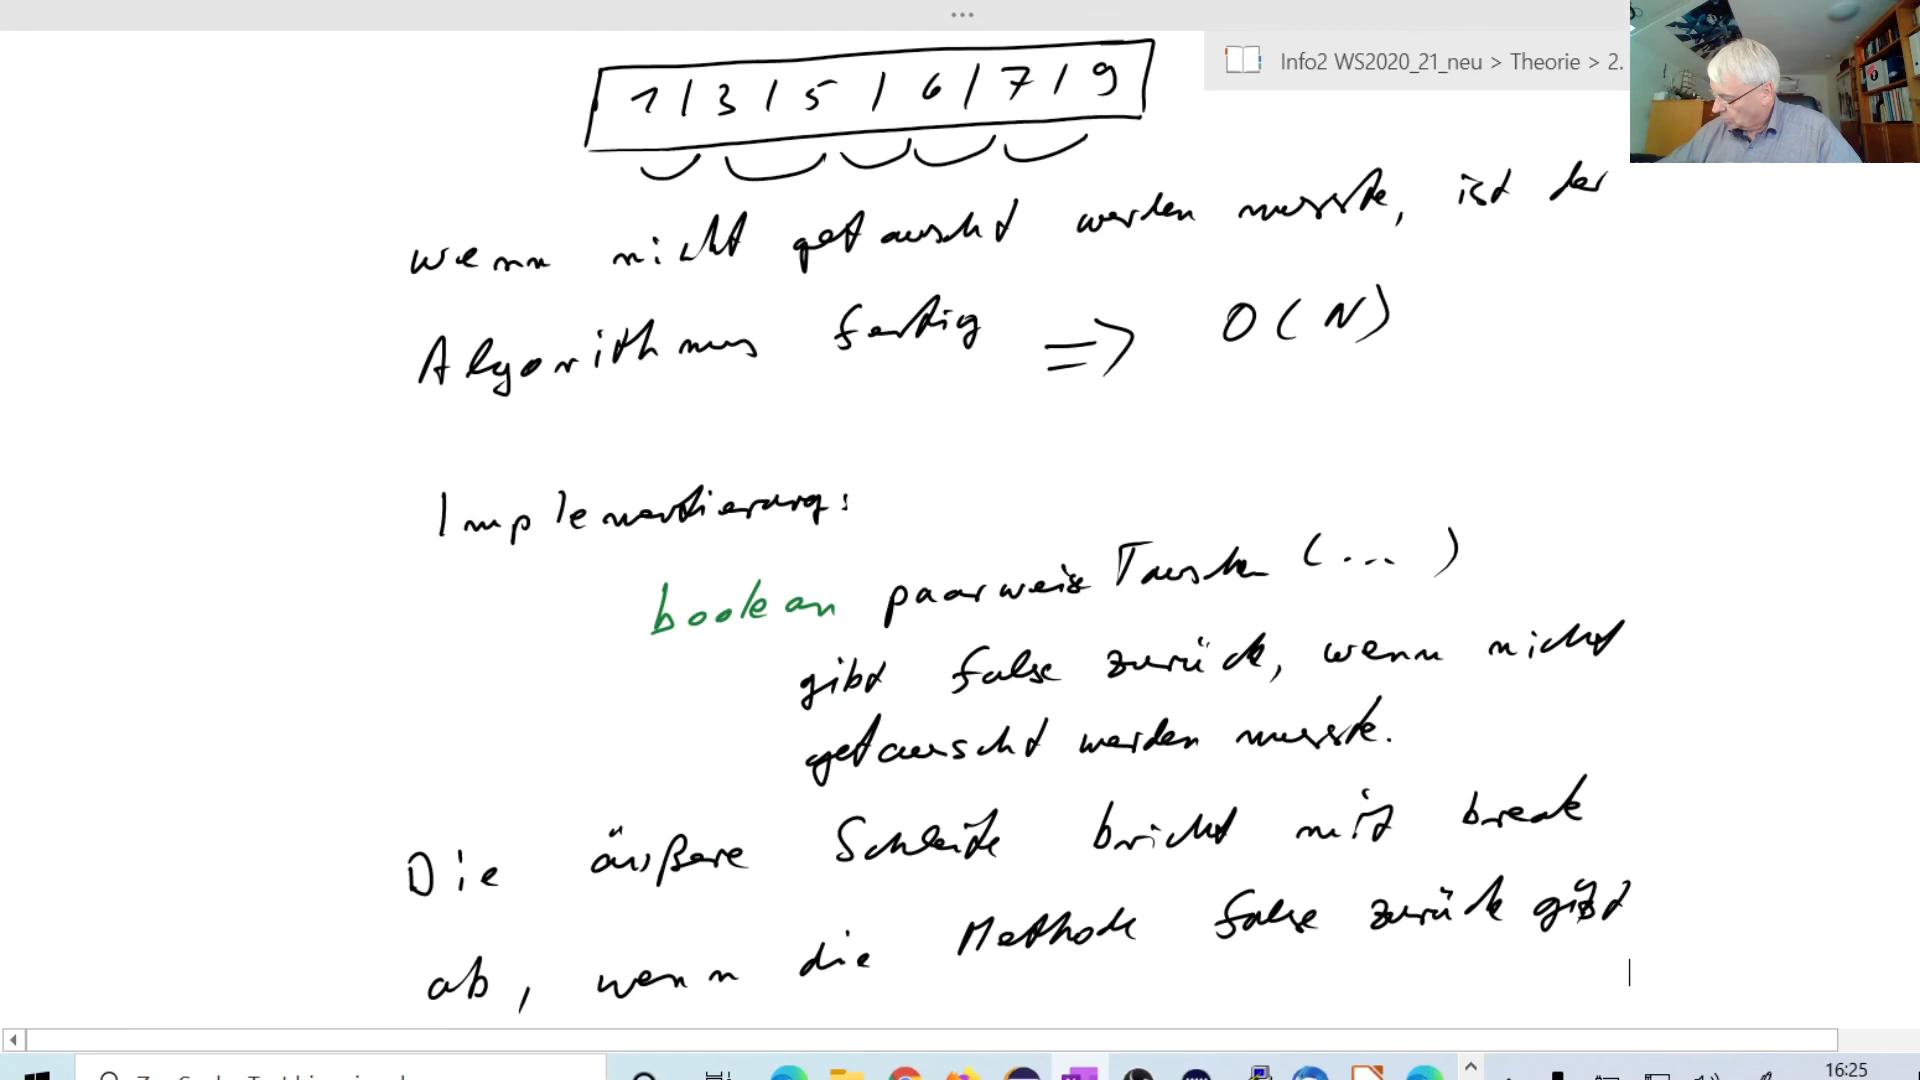 Info2 WS2020_21_neu > Theorie > 2.
1 | 3 | 5 | 6 | 7 | 9
wenn nicht getauscht werden musste, ist der
Algorithmus fertig => O(N)
Implementierung:
boolean paarweiseTauschen (... )
gibt false zurück, wenn nicht
getauscht werden musste.
Die äußere Schleife bricht mit break
ab, wenn die Methode false zurück gibt
16:25